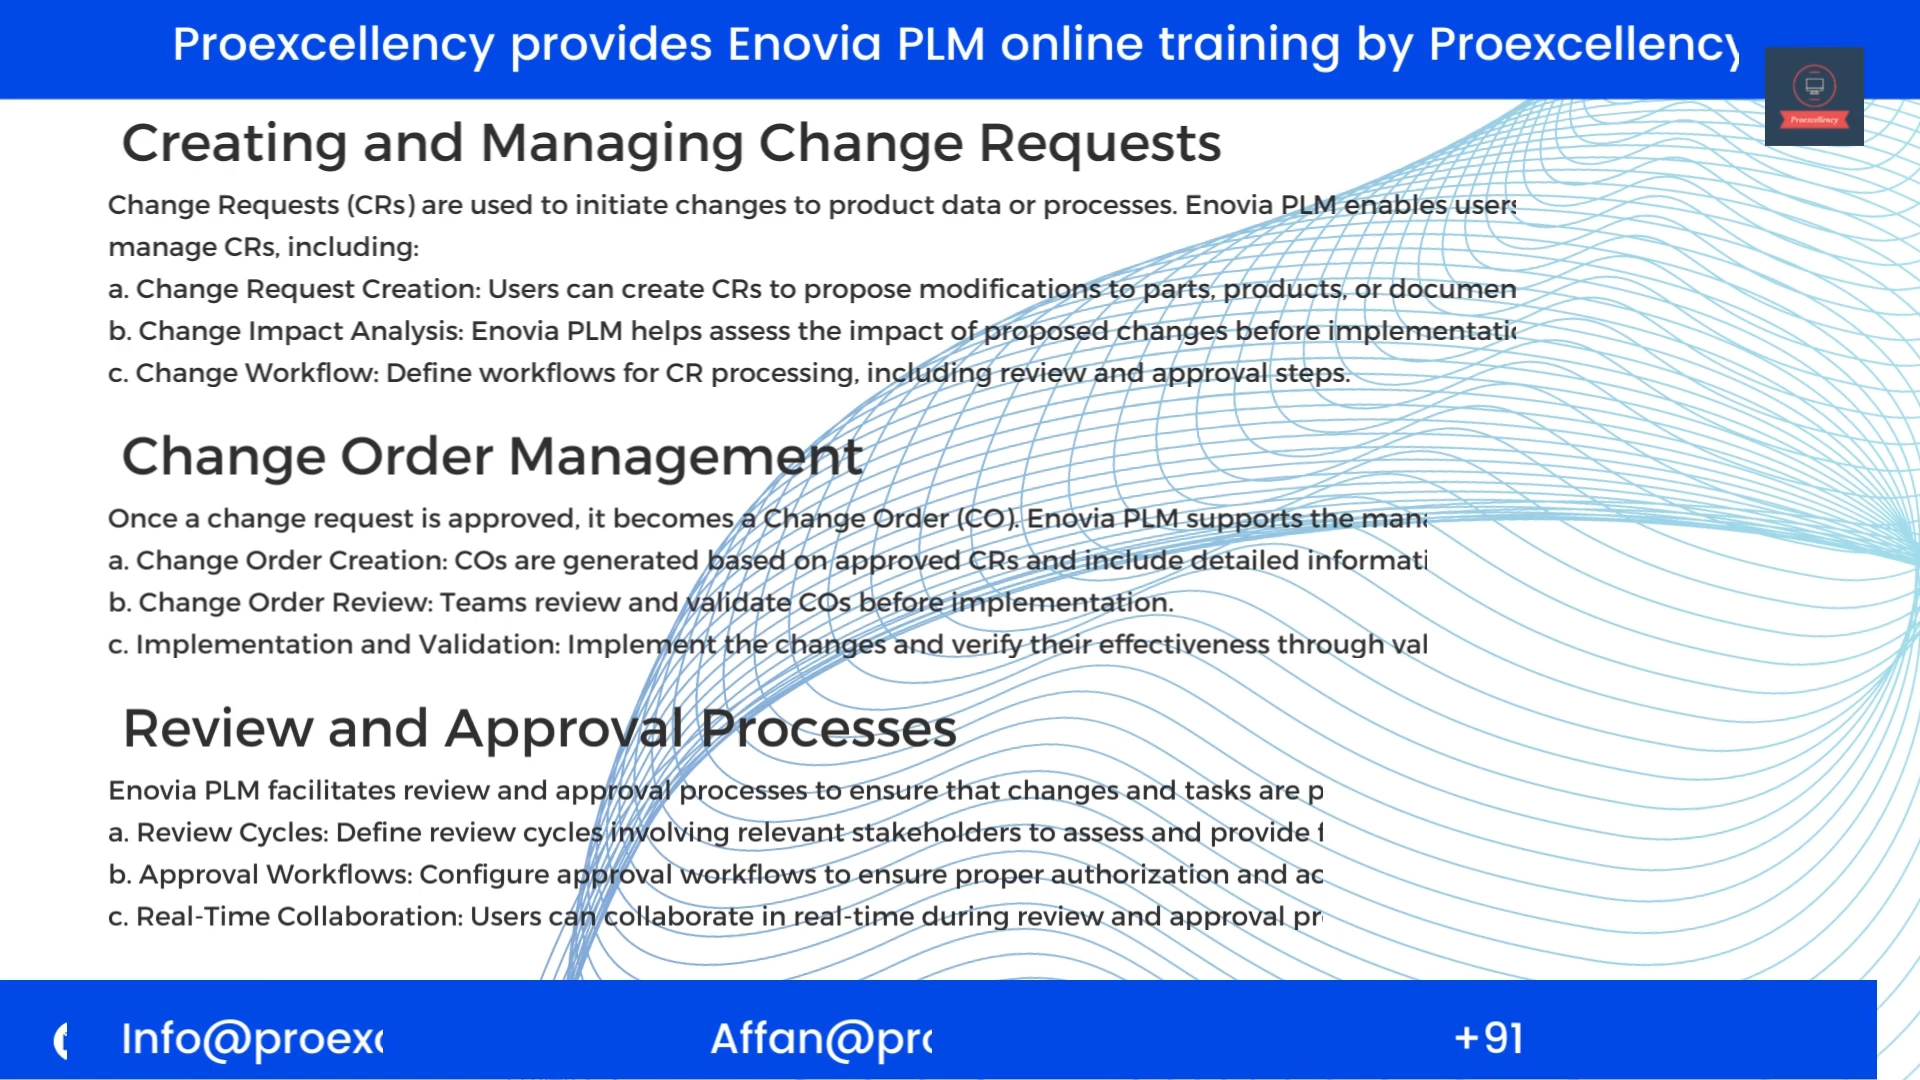 Proexcellency provides Enovia PLM online training by Proexcellency
Proexcellency
Creating and Managing Change Requests
Change Requests (CRs) are used to initiate changes to product data or processes. Enovia PLM enables users
manage CRs, including:
a. Change Request Creation: Users can create CRs to propose modifications to parts, products, or documen
b. Change Impact Analysis: Enovia PLM helps assess the impact of proposed changes before implementatio
c. Change Workflow: Define workflows for CR processing, including review and approval steps.
Change Order Management
Once a change request is approved, it becomes a Change Order (CO). Enovia PLM supports the mana
a. Change Order Creation: COs are generated based on approved CRs and include detailed informati
b. Change Order Review: Teams review and validate COs before implementation.
c. Implementation and Validation: Implement the changes and verify their effectiveness through val
Review and Approval Processes
Enovia PLM facilitates review and approval processes to ensure that changes and tasks are p
a. Review Cycles: Define review cycles involving relevant stakeholders to assess and provide f
b. Approval Workflows: Configure approval workflows to ensure proper authorization and ac
c. Real-Time Collaboration: Users can collaborate in real-time during review and approval pr
Info@proexc
Affan@pro
+91